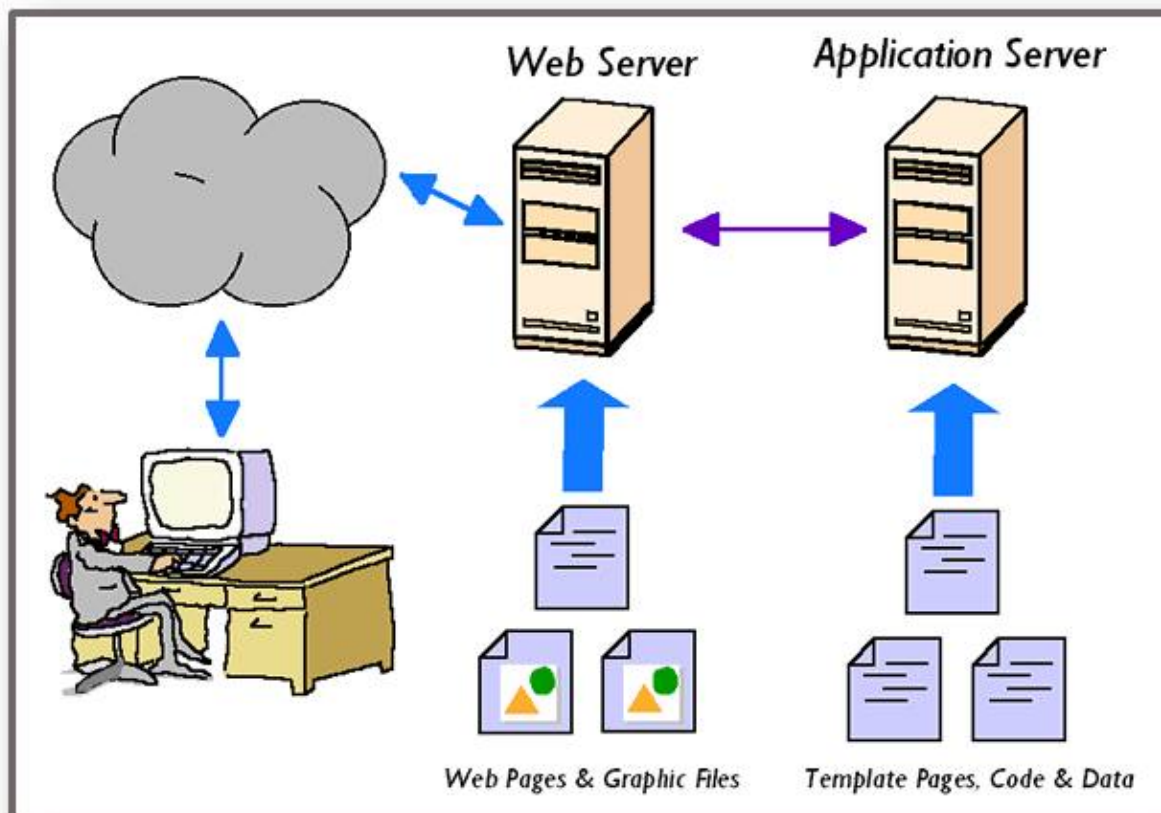 Web Server
Application Server
Web Pages & Graphic Files
Template Pages, Code & Data